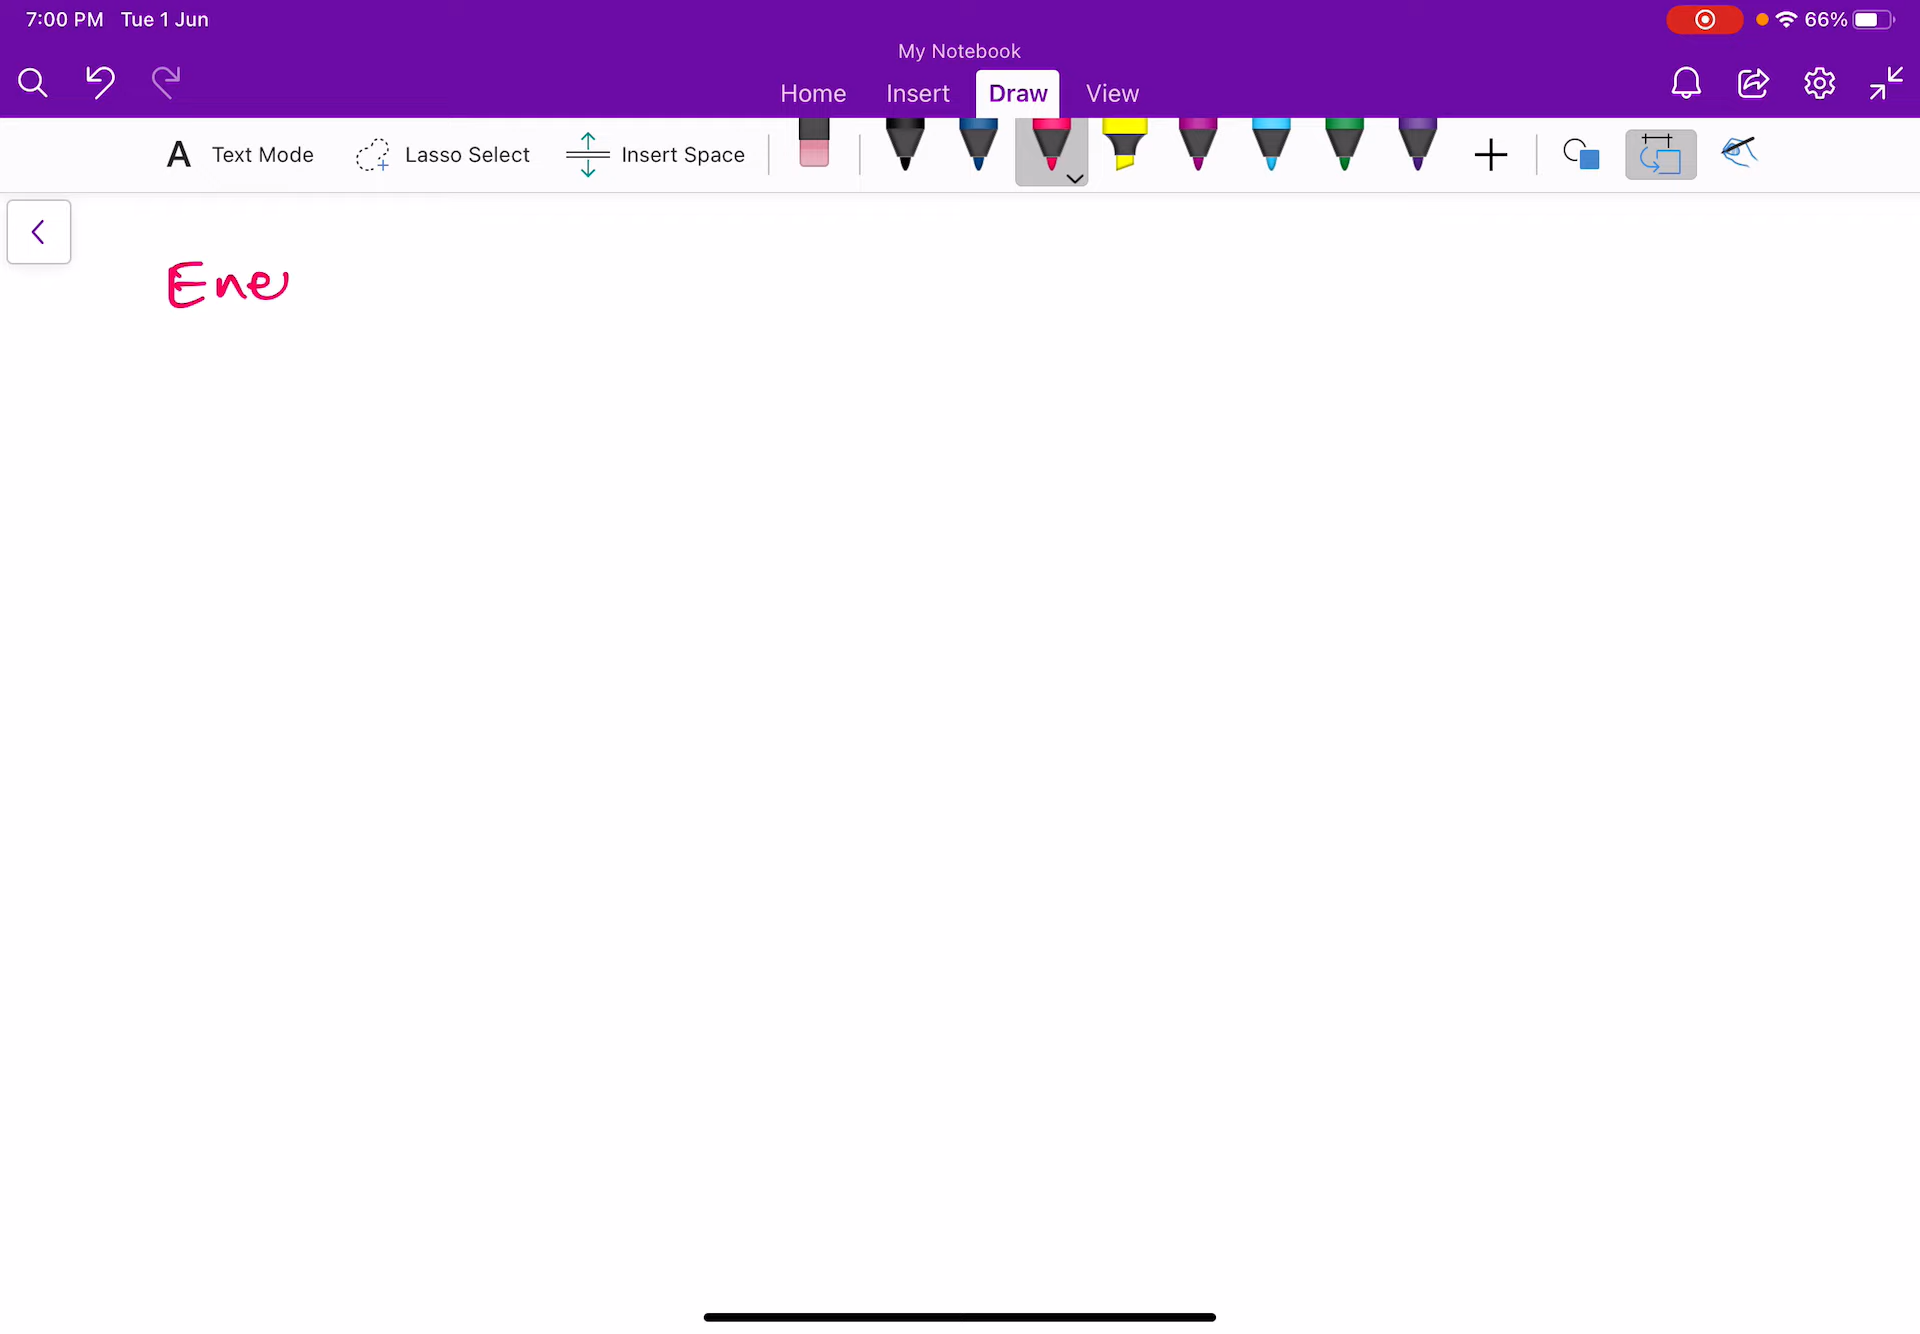 7:00 PM Tue 1 Jun 66%
My Notebook
Home Insert Draw View
A Text Mode Lasso Select Insert Space
Ene